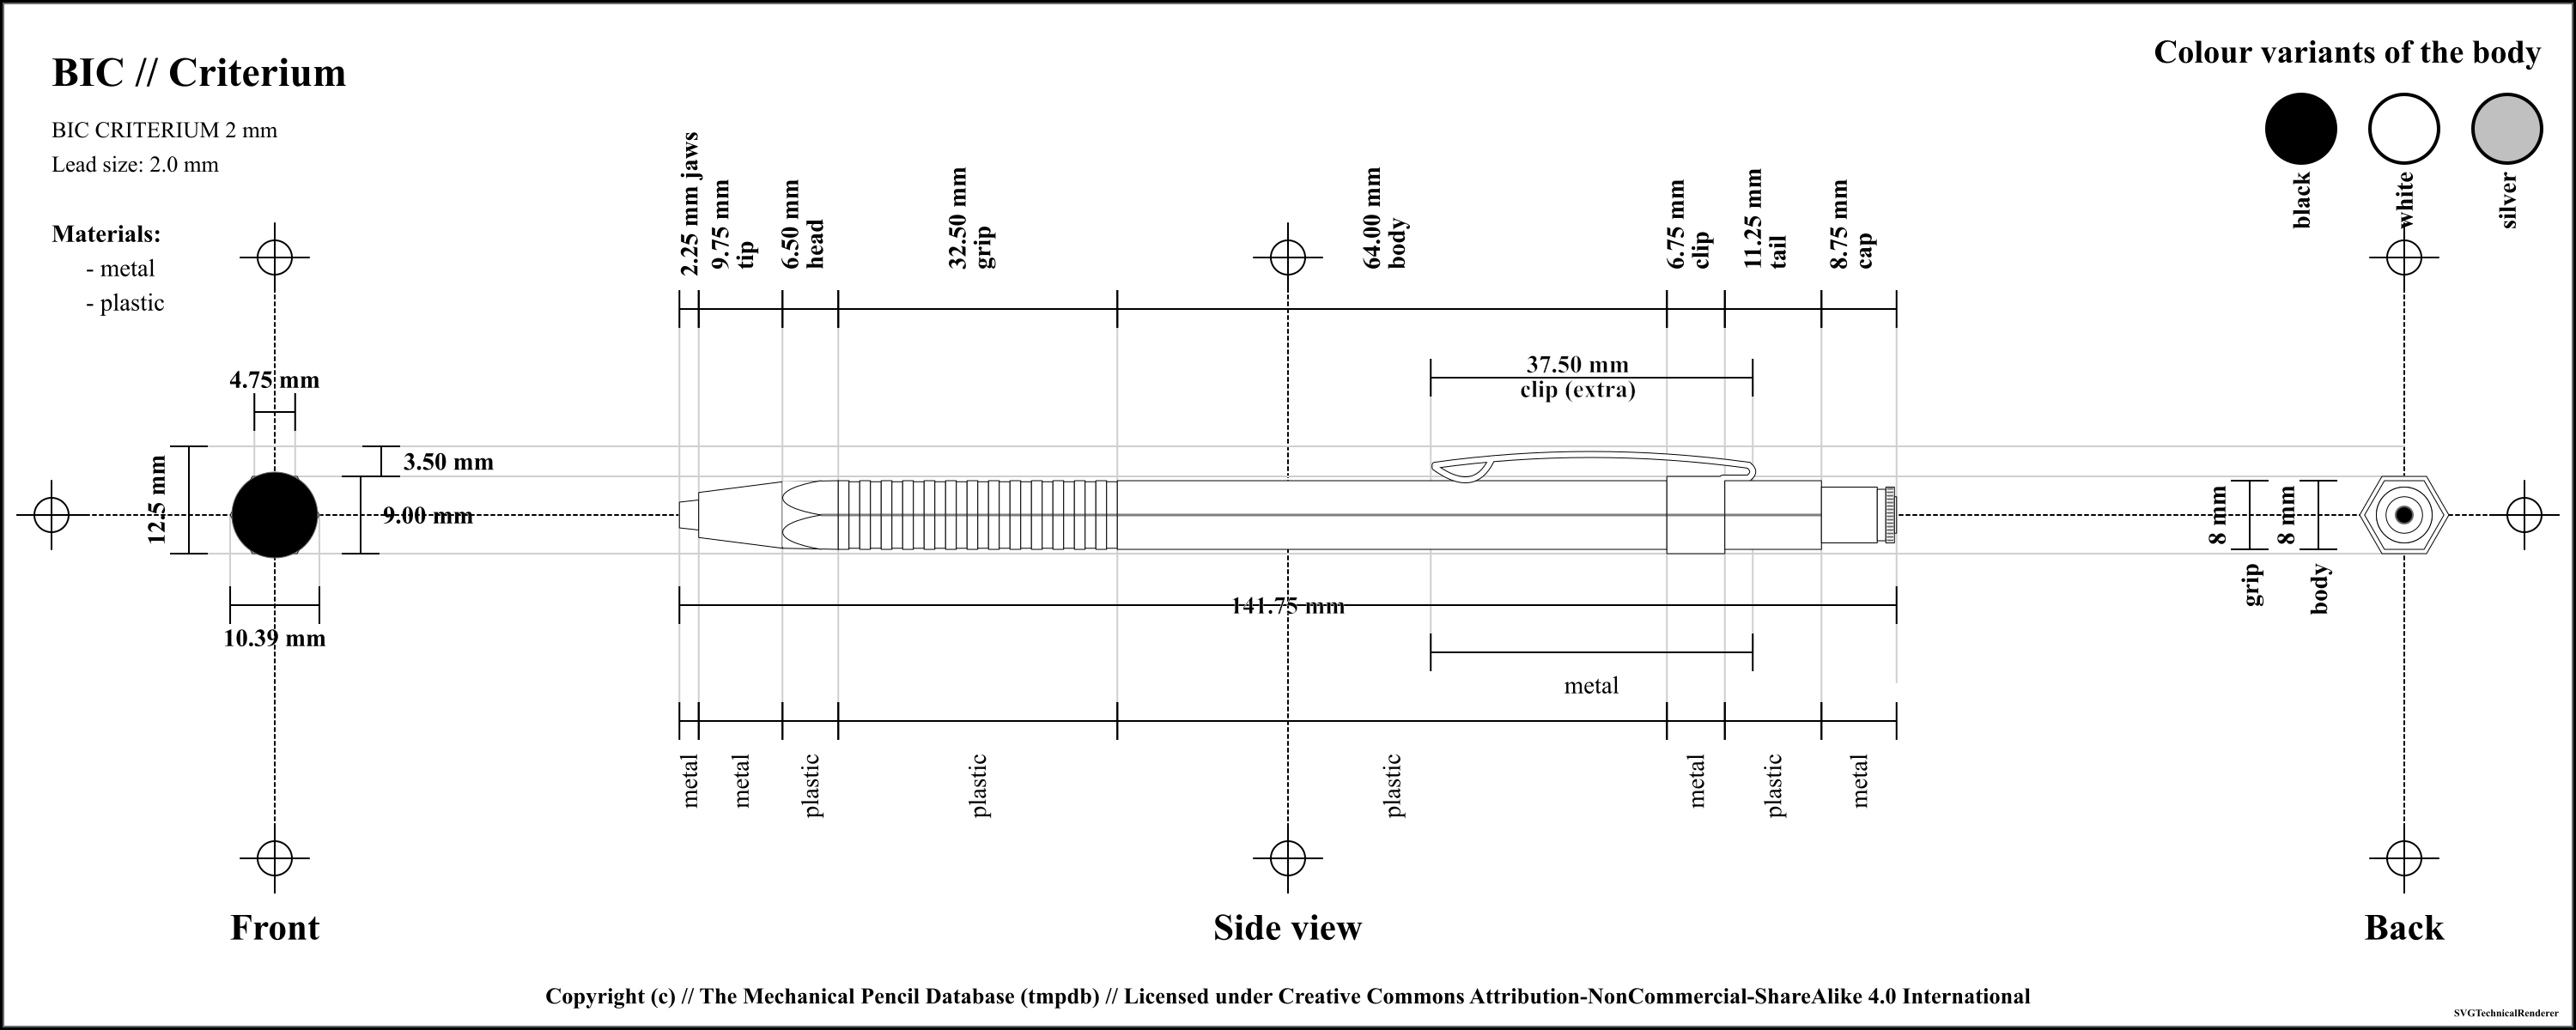 BIC // Criterium
BIC CRITERIUM 2 mm
Lead size: 2.0 mm
Materials:
- metal
- plastic
Colour variants of the body
black
white
silver
2.25 mm jaws
9.75 mm
tip
6.50 mm
head
32.50 mm
grip
64.00 mm
body
6.75 mm
clip
11.25 mm
tail
8.75 mm
cap
37.50 mm
clip (extra)
4.75 mm
3.50 mm
12.5 mm
9.00 mm
10.39 mm
141.75 mm
metal
8 mm
grip
8 mm
body
metal
metal
plastic
plastic
plastic
metal
plastic
metal
Front
Side view
Back
Copyright (c) // The Mechanical Pencil Database (tmpdb) // Licensed under Creative Commons Attribution-NonCommercial-ShareAlike 4.0 International
SVGTechnicalRenderer